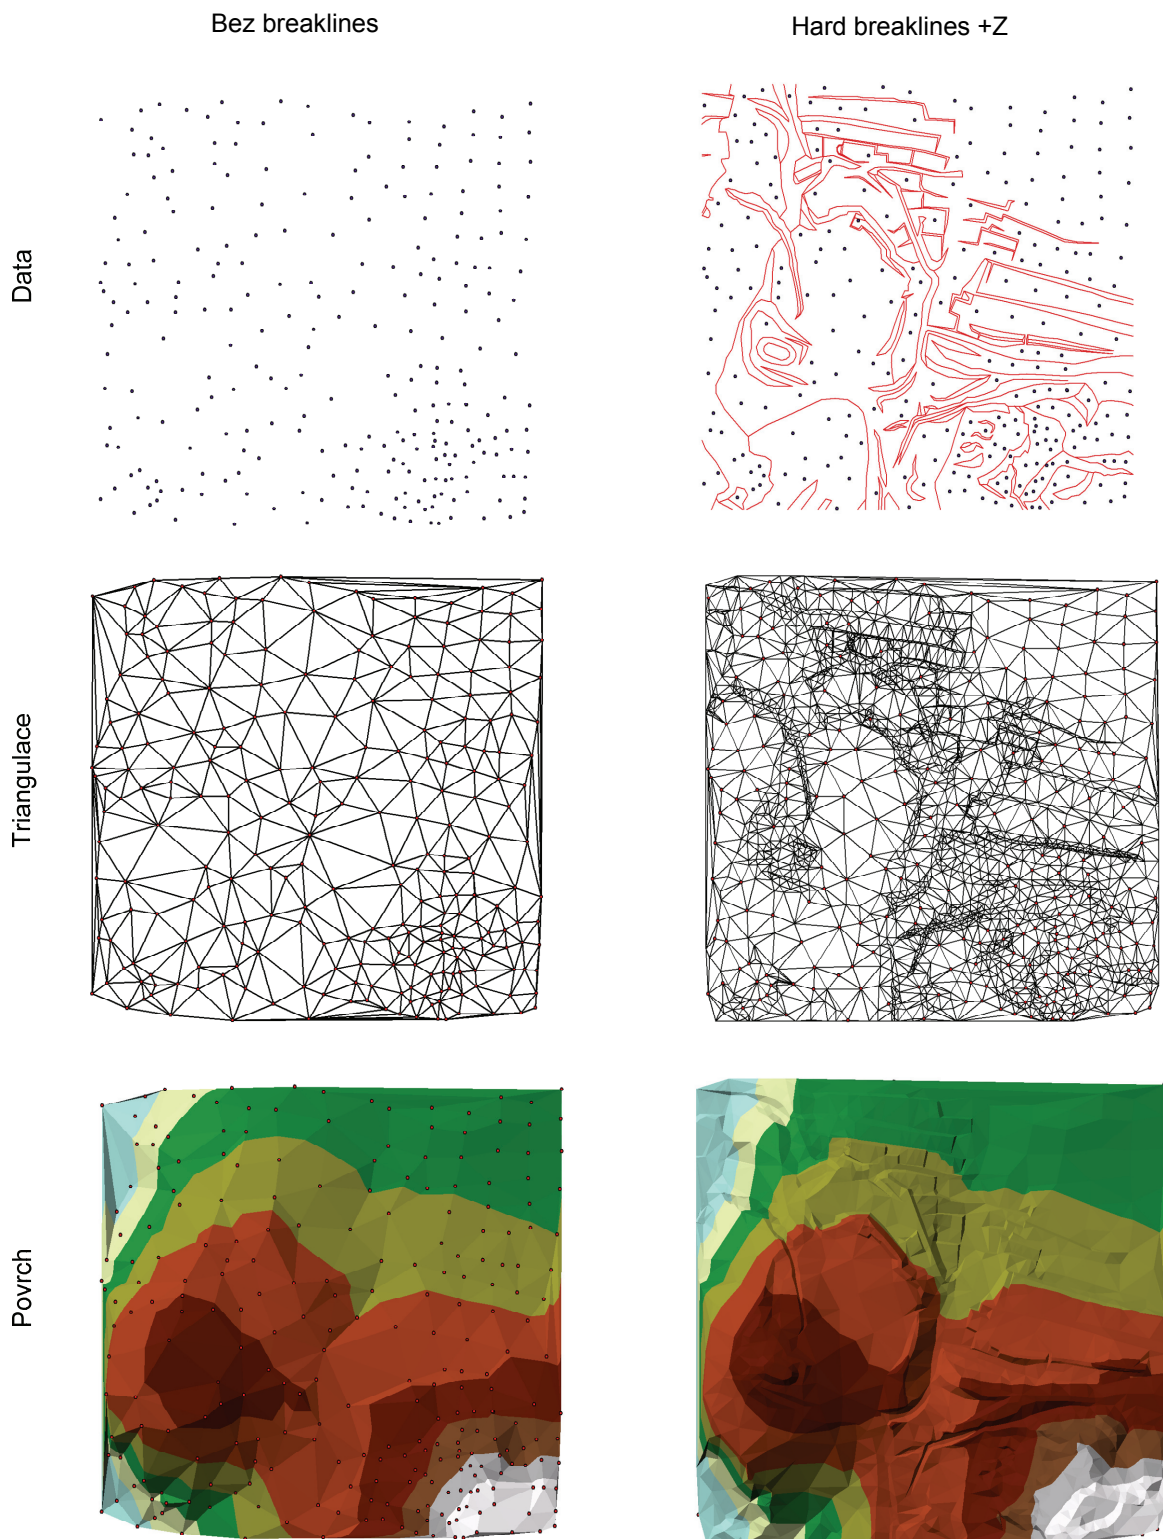 Bez breaklines
Hard breaklines +Z
Data
Triangulace
Povrch